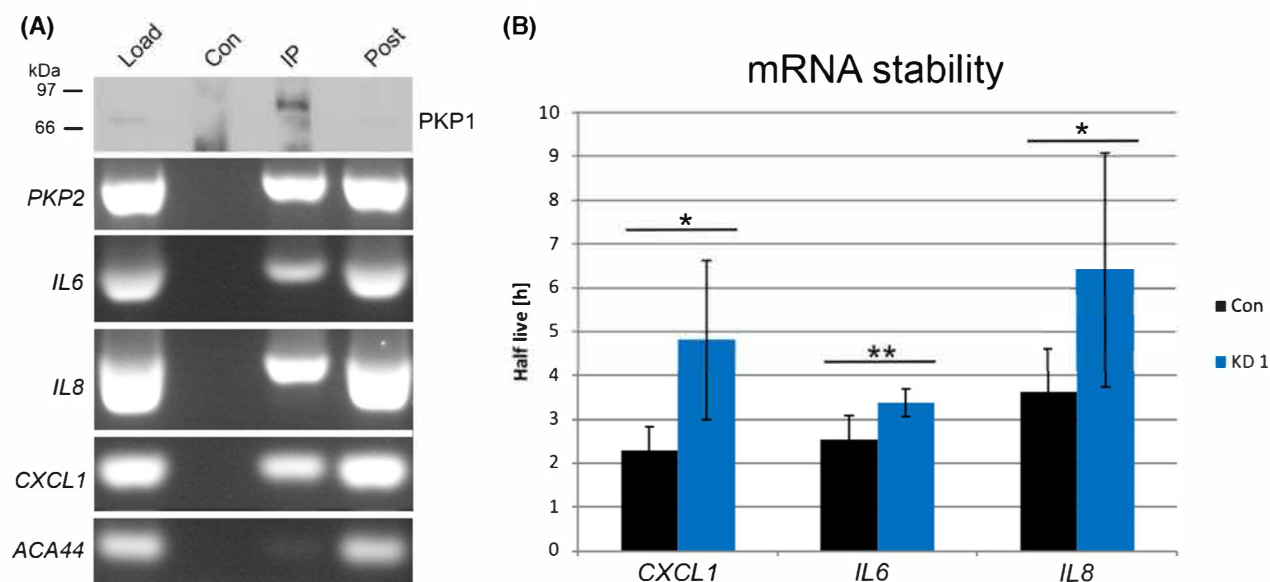 (A)
Load Con IP Post
kDa
97
66
PKP1
PKP2
IL6
IL8
CXCL1
ACA44
(B)
mRNA stability
Half live [h]
10
9
8
7
6
5
4
3
2
1
0
*
**
*
CXCL1 IL6 IL8
Con
KD 1